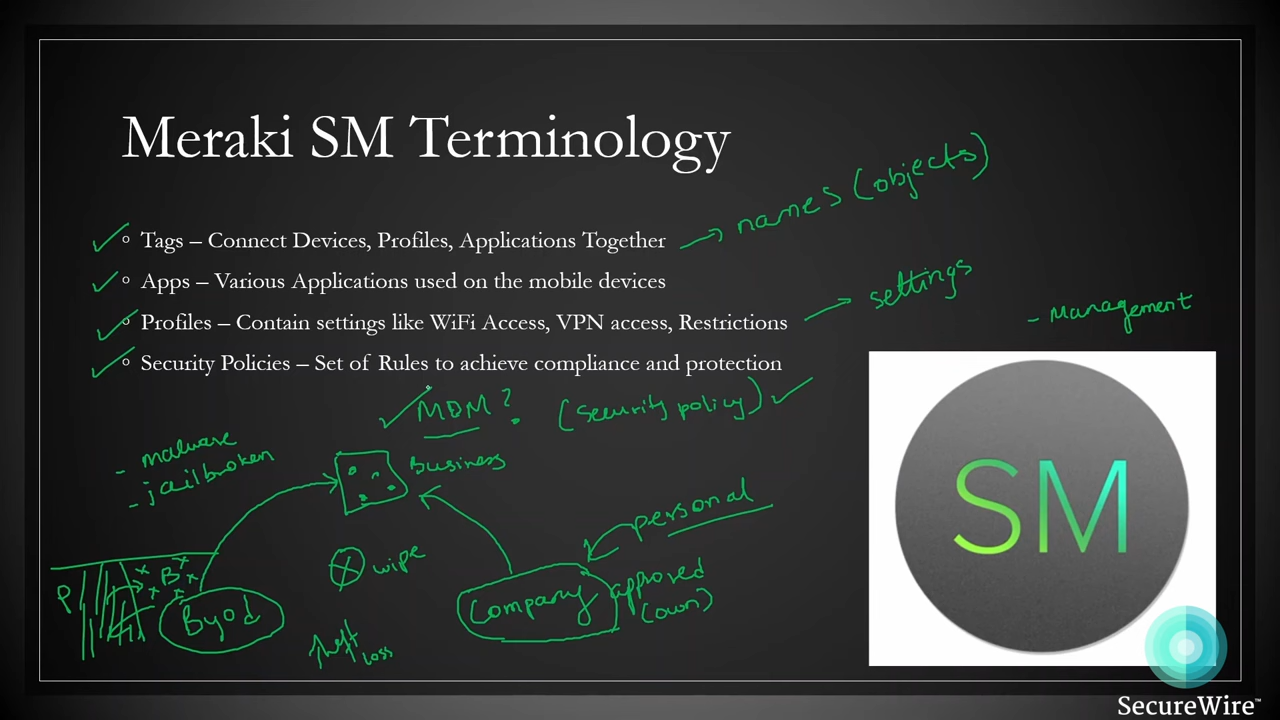 Meraki SM Terminology
names (objects)
Tags – Connect Devices, Profiles, Applications Together
Apps – Various Applications used on the mobile devices
settings
Profiles – Contain settings like WiFi Access, VPN access, Restrictions
- Management
Security Policies – Set of Rules to achieve compliance and protection
MDM? (security policy)
- malware
- jailbroken
Business
SM
personal
wipe
P
B
Byod
Company
approved
(own)
theft
loss
SecureWire™